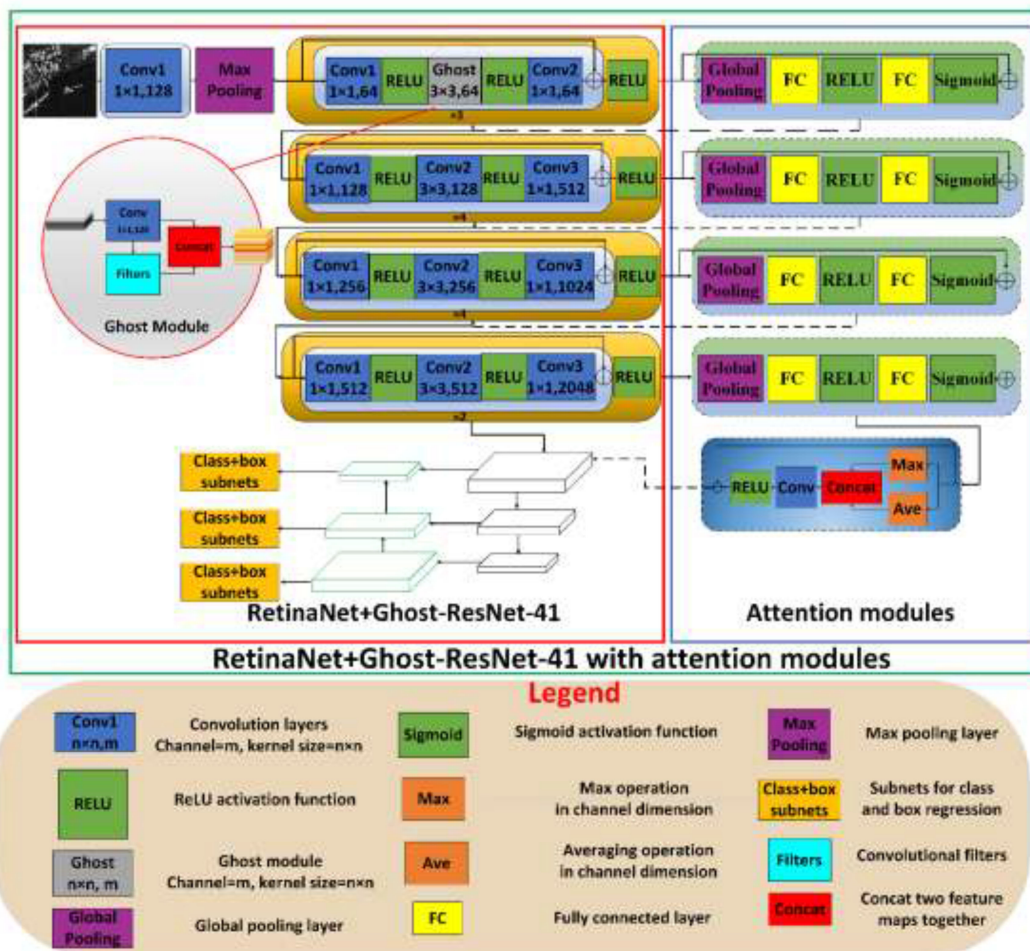 Conv1
1×1,128
Max
Pooling
Conv1
1×1,64
RELU
Ghost
3×3,64
RELU
Conv2
1×1,64
RELU
×3
Global
Pooling
FC
RELU
FC
Sigmoid
Conv1
1×1,128
RELU
Conv2
3×3,128
RELU
Conv3
1×1,512
RELU
×4
Global
Pooling
FC
RELU
FC
Sigmoid
Conv
1×1,128
Filters
Concat
Ghost Module
Conv1
1×1,256
RELU
Conv2
3×3,256
RELU
Conv3
1×1,1024
RELU
×4
Global
Pooling
FC
RELU
FC
Sigmoid
Conv1
1×1,512
RELU
Conv2
3×3,512
RELU
Conv3
1×1,2048
RELU
×2
Global
Pooling
FC
RELU
FC
Sigmoid
Class+box
subnets
Class+box
subnets
Class+box
subnets
RELU
Conv
Concat
Max
Ave
RetinaNet+Ghost-ResNet-41
Attention modules
RetinaNet+Ghost-ResNet-41 with attention modules
Legend
Conv1
n×n,m
Convolution layers
Channel=m, kernel size=n×n
Sigmoid
Sigmoid activation function
Max
Pooling
Max pooling layer
RELU
ReLU activation function
Max
Max operation
in channel dimension
Class+box
subnets
Subnets for class
and box regression
Ghost
n×n, m
Ghost module
Channel=m, kernel size=n×n
Ave
Averaging operation
in channel dimension
Filters
Convolutional filters
Global
Pooling
Global pooling layer
FC
Fully connected layer
Concat
Concat two feature
maps together